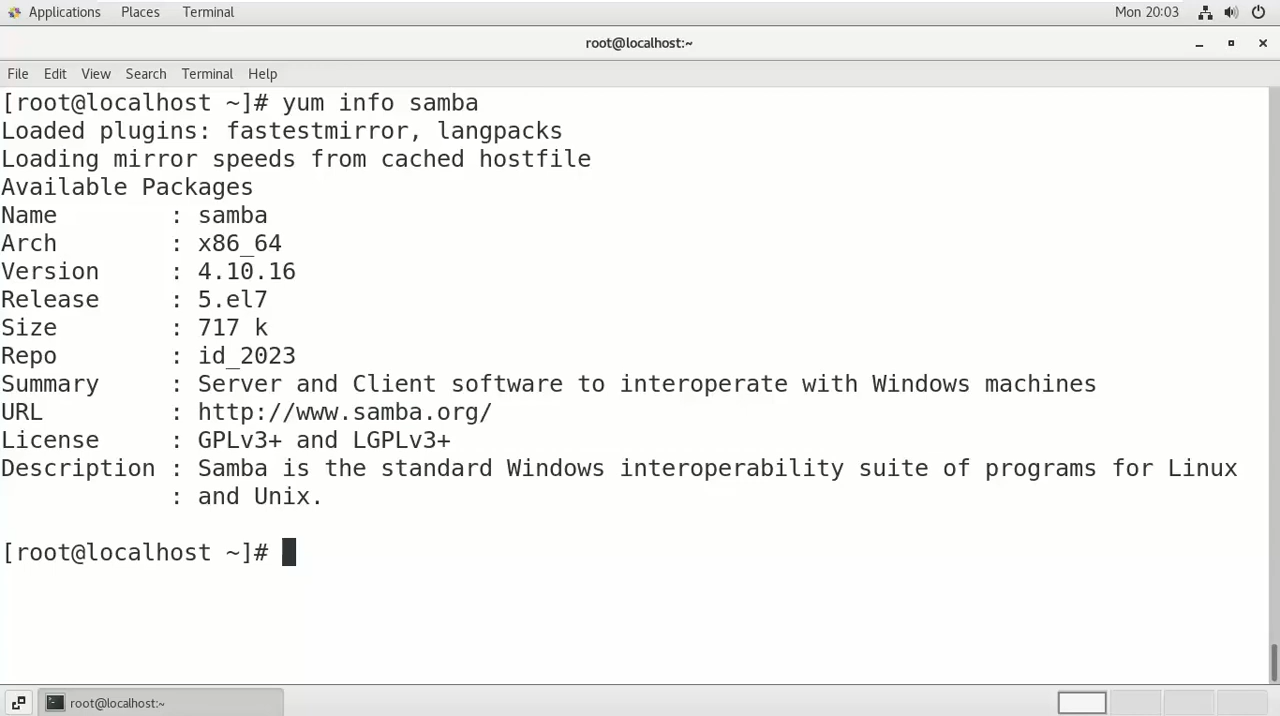 Applications Places Terminal Mon 20:03
root@localhost:~
File Edit View Search Terminal Help
[root@localhost ~]# yum info samba
Loaded plugins: fastestmirror, langpacks
Loading mirror speeds from cached hostfile
Available Packages
Name        : samba
Arch        : x86_64
Version     : 4.10.16
Release     : 5.el7
Size        : 717 k
Repo        : id_2023
Summary     : Server and Client software to interoperate with Windows machines
URL         : http://www.samba.org/
License     : GPLv3+ and LGPLv3+
Description : Samba is the standard Windows interoperability suite of programs for Linux
            : and Unix.
[root@localhost ~]#
root@localhost:~